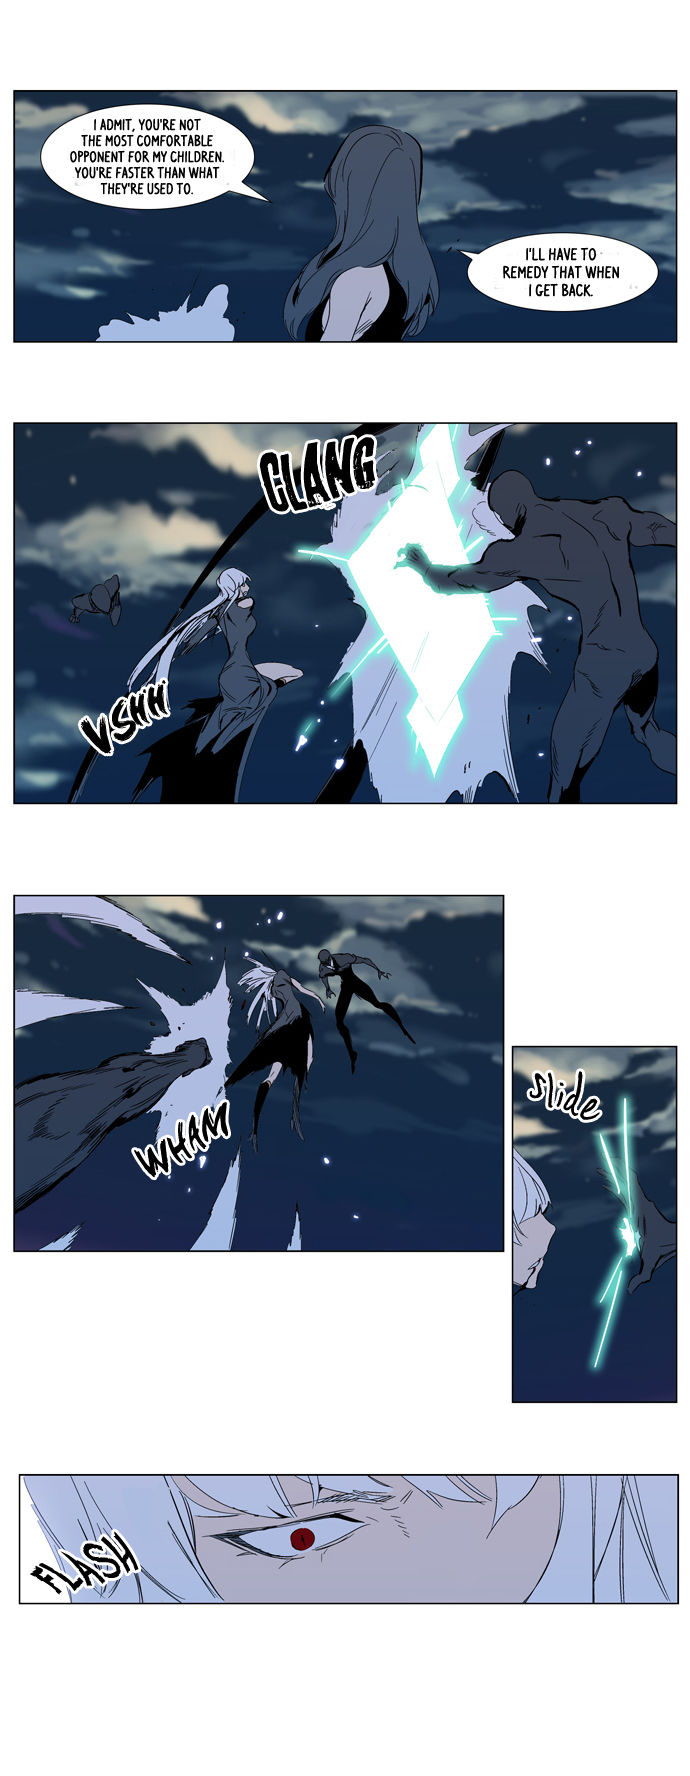 I ADMIT, YOU'RE NOT
THE MOST COMFORTABLE
OPPONENT FOR MY CHILDREN.
YOU'RE FASTER THAN WHAT
THEY'RE USED TO.
I'LL HAVE TO
REMEDY THAT WHEN
I GET BACK.
CLANG
VSHH
WHAM
SLIDE
FLASH